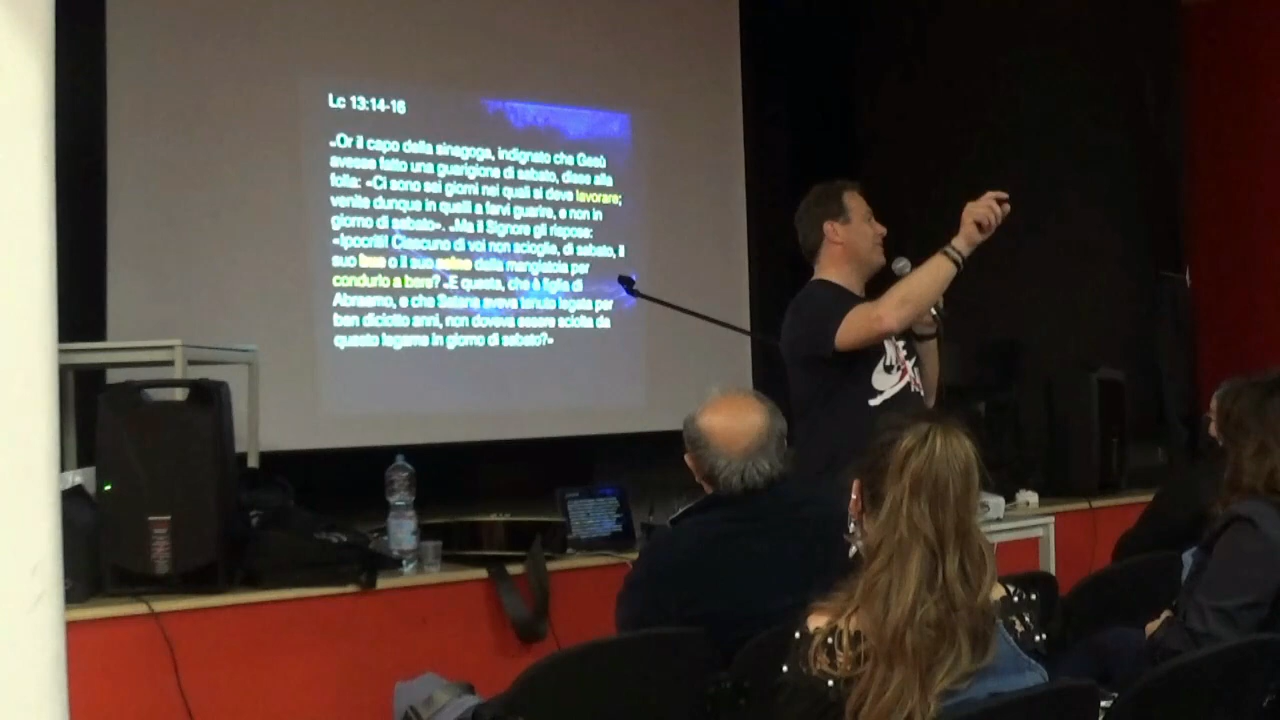 Lc 13:14-16
„Or il capo della sinagoga, indignato che Gesù
avesse fatto una guarigione di sabato, disse alla
folla: «Ci sono sei giorni nei quali si deve lavorare;
venite dunque in quelli a farvi guarire, e non in
giorno di sabato». „Ma il Signore gli rispose:
«Ipocriti! Ciascuno di voi non scioglie, di sabato, il
suo bue o il suo asino dalla mangiatoia per
condurlo a bere? „E questa, che è figlia di
Abraamo, e che Satana aveva tenuto legata per
ben diciotto anni, non doveva essere sciolta da
questo legame in giorno di sabato?»